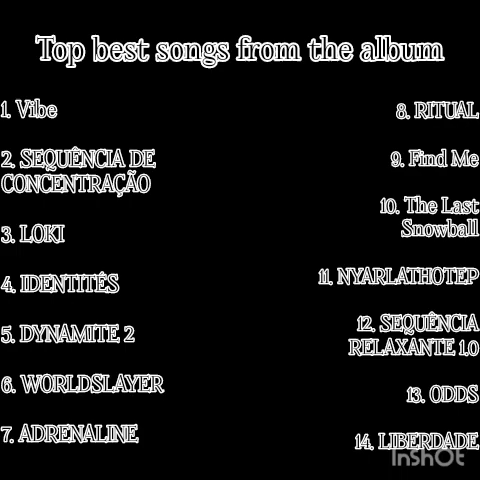 Top best songs from the album
1. Vibe
2. SEQUÊNCIA DE
CONCENTRAÇÃO
3. LOKI
4. IDENTITÉS
5. DYNAMITE 2
6. WORLDSLAYER
7. ADRENALINE
8. RITUAL
9. Find Me
10. The Last
Snowball
11. NYARLATHOTEP
12. SEQUÊNCIA
RELAXANTE 1.0
13. ODDS
14. LIBERDADE
InShOt